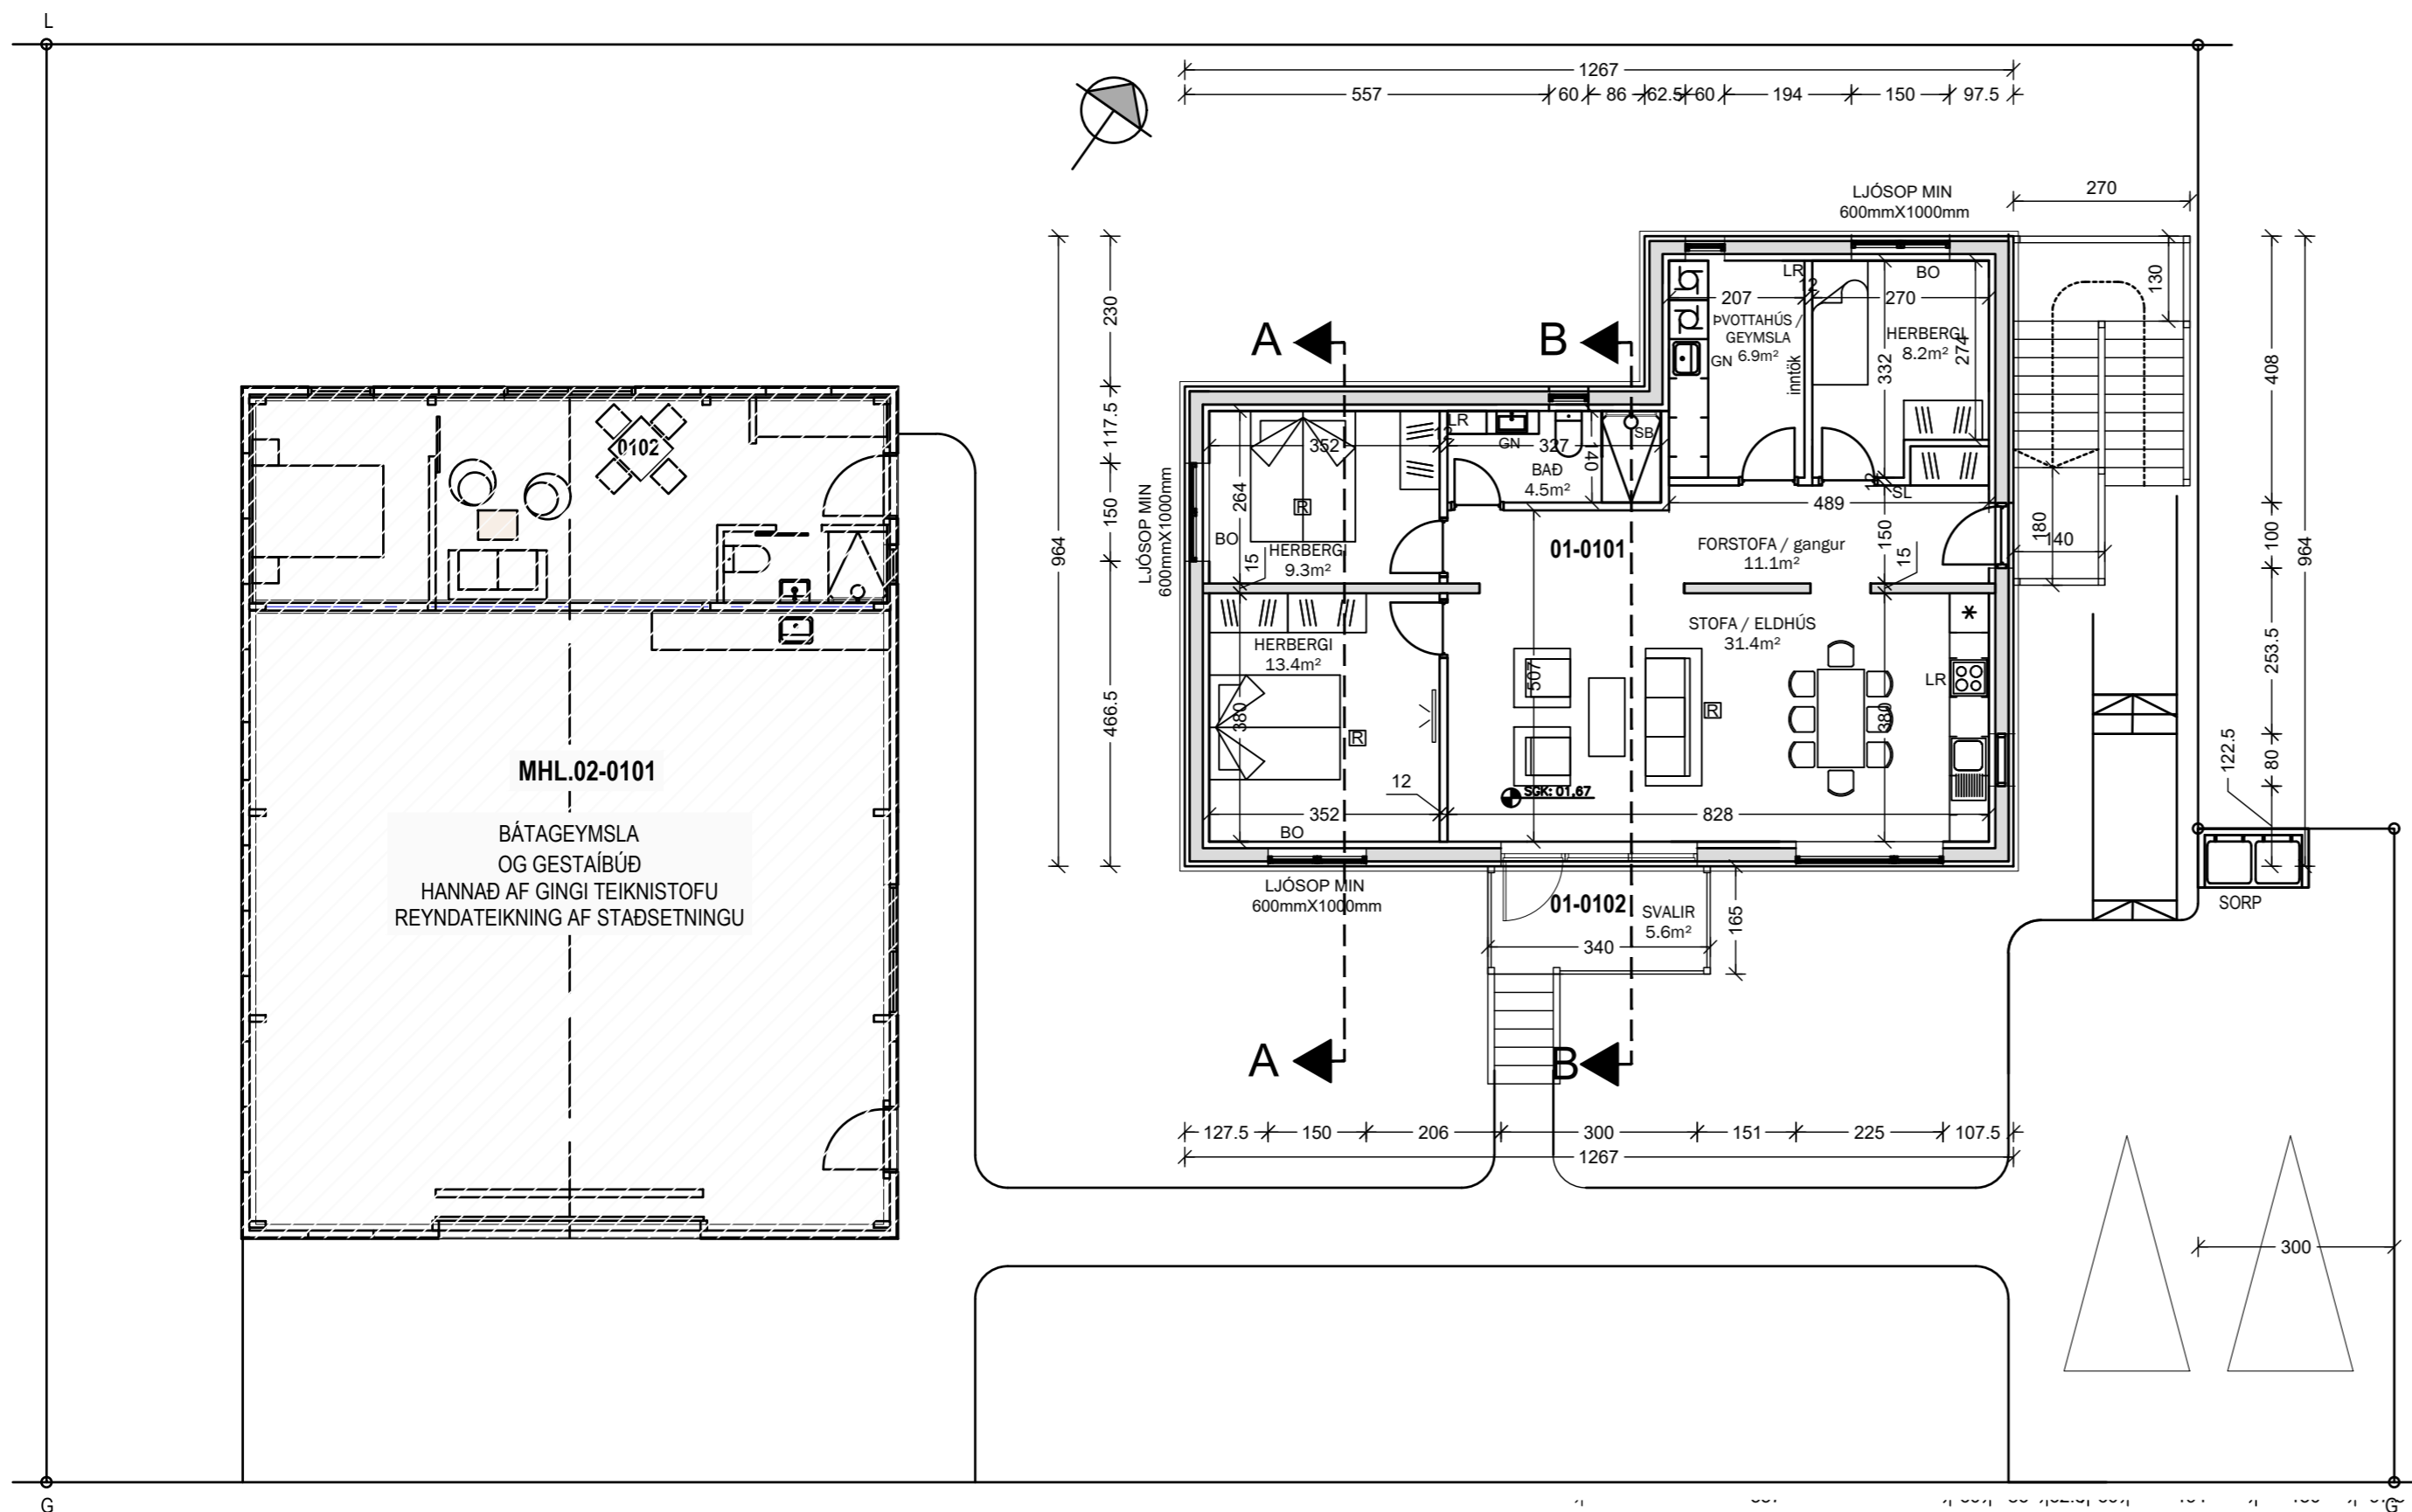 L
1267
557 60 86 62.5 60 194 150 97.5
LJÓSOP MIN
600mmX1000mm
270
130
230
117.5
150
466.5
964
LJÓSOP MIN
600mmX1000mm
A
B
207
12
270
LR
BO
ÞVOTTAHÚS /
GEYMSLA
6.9m²
GN
inntök
332
HERBERGI
8.2m²
274
408
100
253.5
80
964
122.5
0102
352
12
LR
GN
327
140
SB
BAÐ
4.5m²
264
R
BO
HERBERGI
9.3m²
15
12
SL
489
01-0101
FORSTOFA / gangur
11.1m²
150
15
180
140
HERBERGI
13.4m²
STOFA / ELDHÚS
31.4m²
507
380
R
R
LR
380
SGK: 01.67
12
352
828
BO
MHL.02-0101
BÁTAGEYMSLA
OG GESTAÍBÚÐ
HANNAÐ AF GINGI TEIKNISTOFU
REYNDATEIKNING AF STAÐSETNINGU
LJÓSOP MIN
600mmX1000mm
01-0102
SVALIR
5.6m²
165
340
SORP
A
B
127.5 150 206 300 151 225 107.5
1267
300
G
G